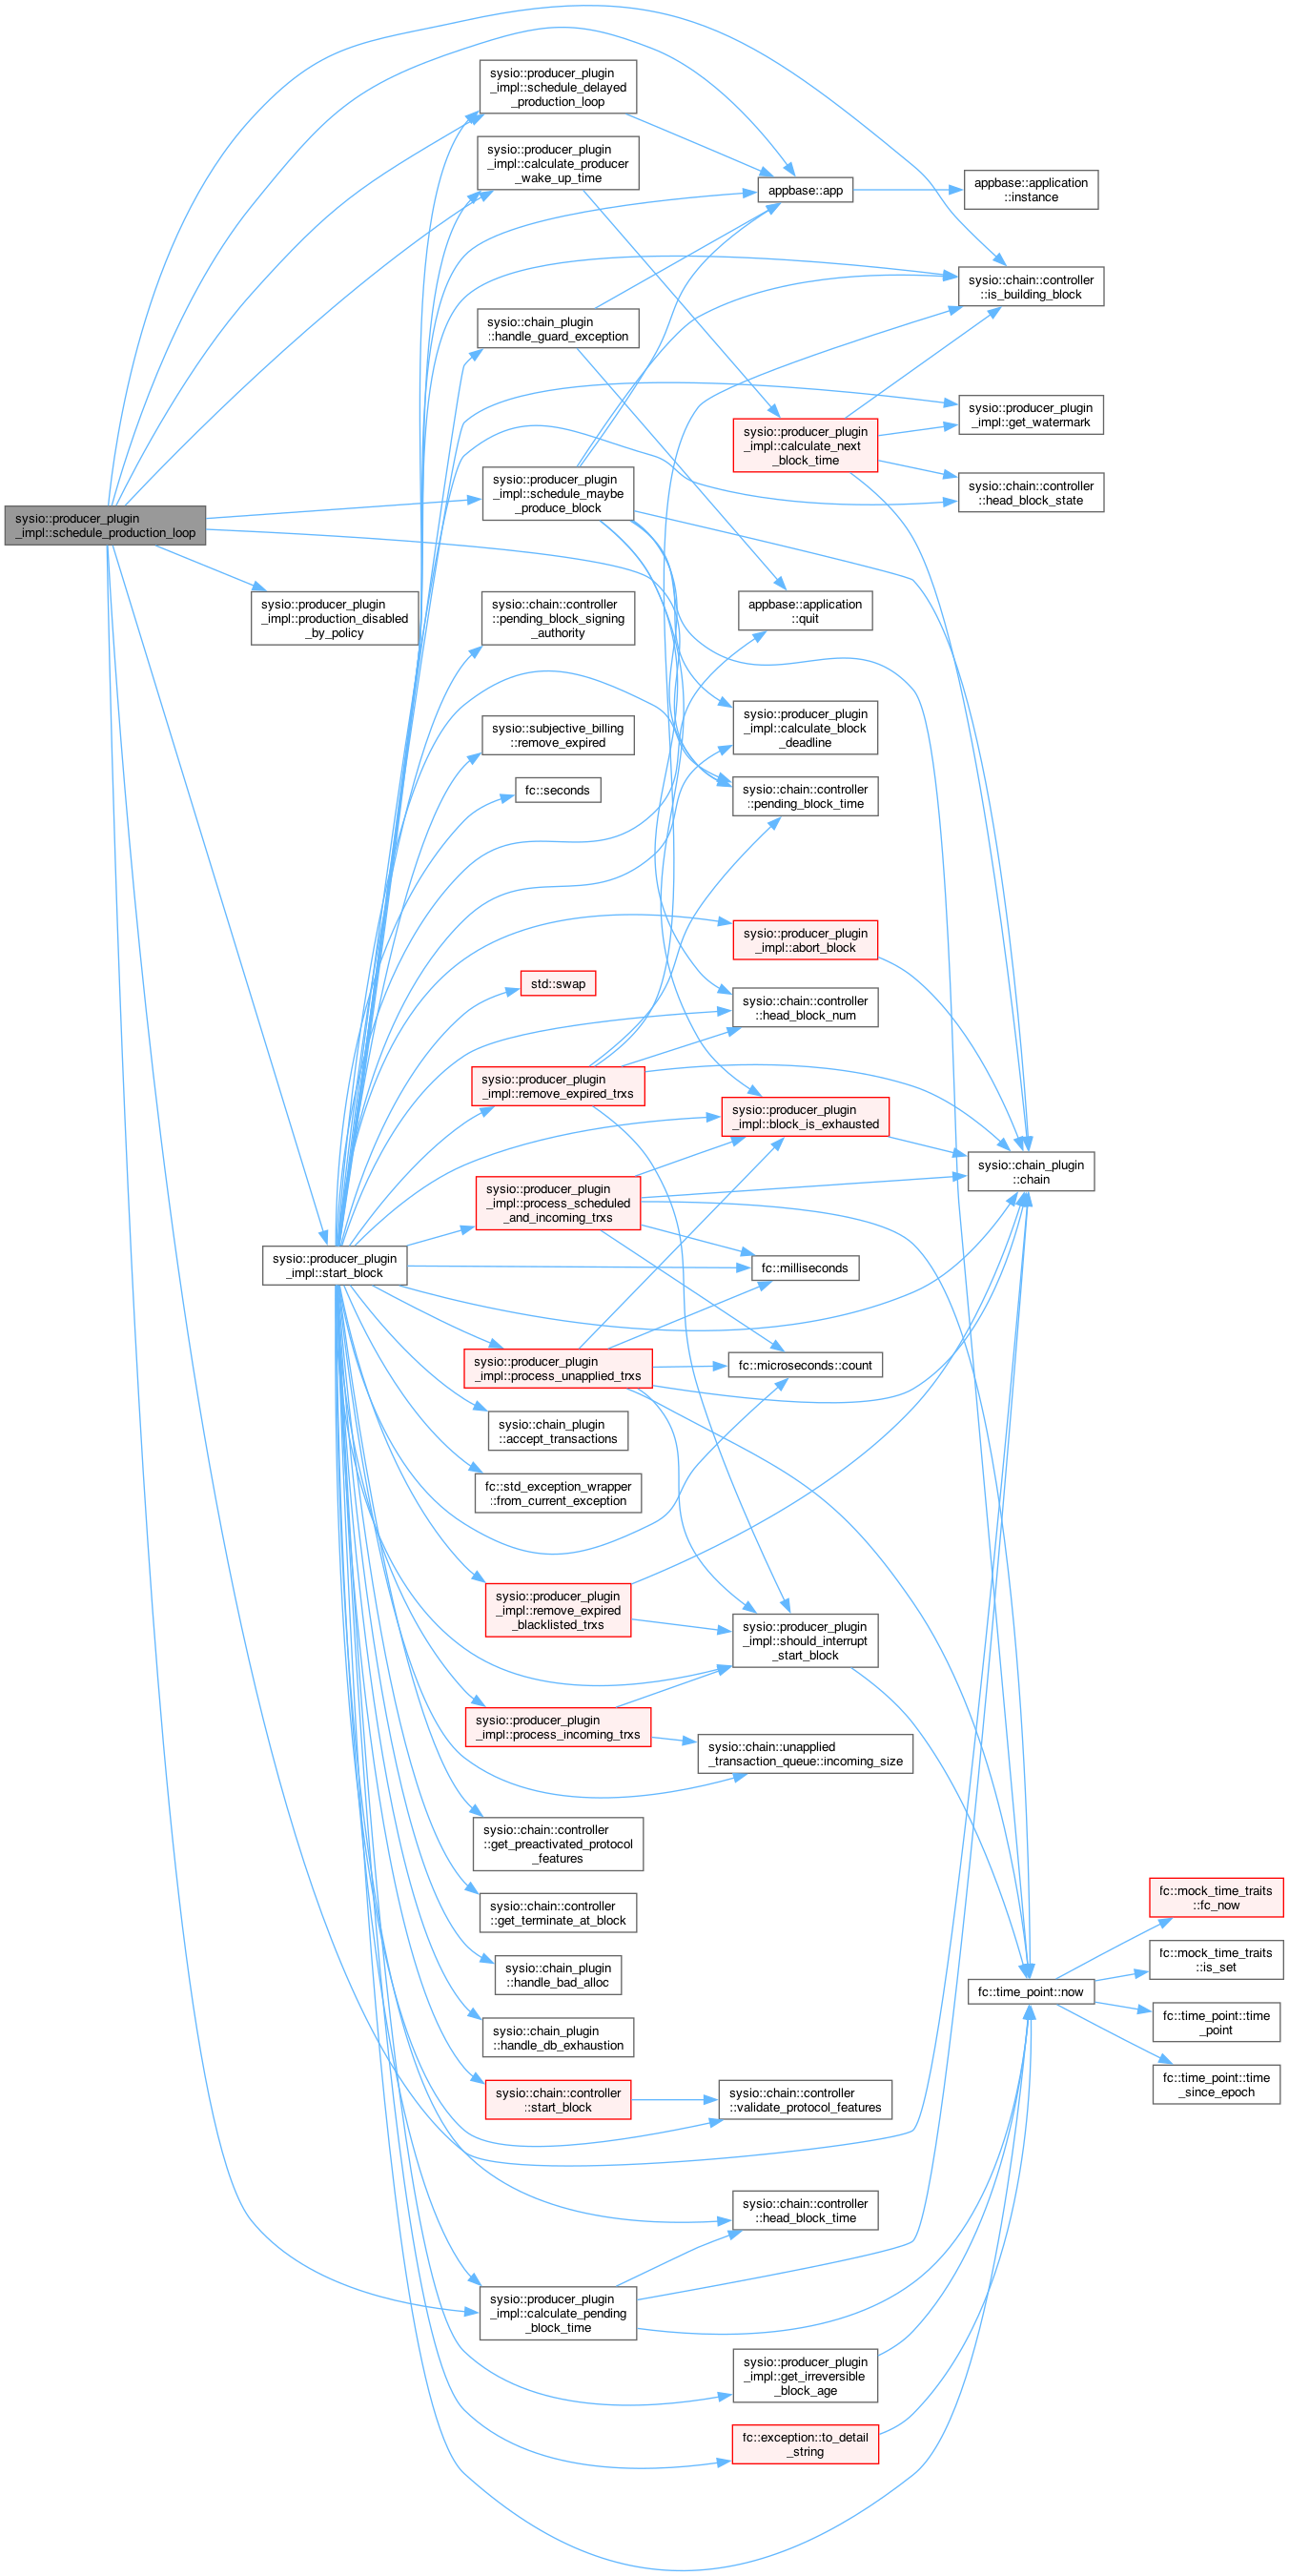 sysio::producer_plugin
_impl::schedule_production_loop
sysio::producer_plugin
_impl::production_disabled
_by_policy
sysio::producer_plugin
_impl::start_block
sysio::producer_plugin
_impl::schedule_delayed
_production_loop
sysio::producer_plugin
_impl::calculate_producer
_wake_up_time
sysio::chain_plugin
::handle_guard_exception
sysio::producer_plugin
_impl::schedule_maybe
_produce_block
sysio::chain::controller
::pending_block_signing
_authority
sysio::subjective_billing
::remove_expired
fc::seconds
std::swap
sysio::producer_plugin
_impl::remove_expired_trxs
sysio::producer_plugin
_impl::process_scheduled
_and_incoming_trxs
sysio::producer_plugin
_impl::process_unapplied_trxs
sysio::chain_plugin
::accept_transactions
fc::std_exception_wrapper
::from_current_exception
sysio::producer_plugin
_impl::remove_expired
_blacklisted_trxs
sysio::producer_plugin
_impl::process_incoming_trxs
sysio::chain::controller
::get_preactivated_protocol
_features
sysio::chain::controller
::get_terminate_at_block
sysio::chain_plugin
::handle_bad_alloc
sysio::chain_plugin
::handle_db_exhaustion
sysio::chain::controller
::start_block
sysio::producer_plugin
_impl::calculate_pending
_block_time
appbase::app
sysio::producer_plugin
_impl::calculate_next
_block_time
appbase::application
::quit
sysio::producer_plugin
_impl::calculate_block
_deadline
sysio::chain::controller
::pending_block_time
sysio::producer_plugin
_impl::abort_block
sysio::chain::controller
::head_block_num
sysio::producer_plugin
_impl::block_is_exhausted
fc::milliseconds
fc::microseconds::count
sysio::producer_plugin
_impl::should_interrupt
_start_block
sysio::chain::unapplied
_transaction_queue::incoming_size
sysio::chain::controller
::validate_protocol_features
sysio::chain::controller
::head_block_time
sysio::producer_plugin
_impl::get_irreversible
_block_age
fc::exception::to_detail
_string
appbase::application
::instance
sysio::chain::controller
::is_building_block
sysio::producer_plugin
_impl::get_watermark
sysio::chain::controller
::head_block_state
sysio::chain_plugin
::chain
fc::time_point::now
fc::mock_time_traits
::fc_now
fc::mock_time_traits
::is_set
fc::time_point::time
_point
fc::time_point::time
_since_epoch